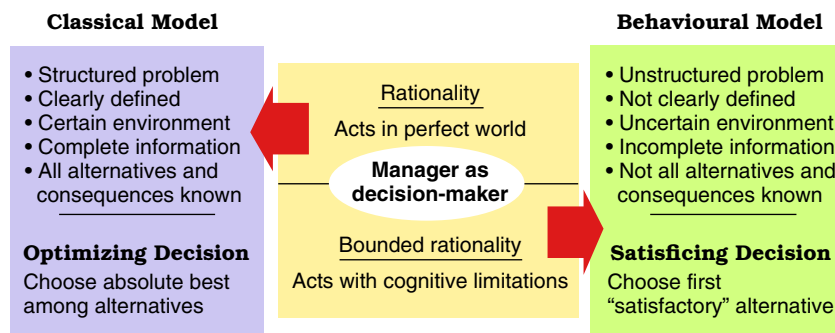 Classical Model
• Structured problem
• Clearly defined
• Certain environment
• Complete information
• All alternatives and
consequences known
Optimizing Decision
Choose absolute best
among alternatives
Rationality
Acts in perfect world
Manager as
decision-maker
Bounded rationality
Acts with cognitive limitations
Behavioural Model
• Unstructured problem
• Not clearly defined
• Uncertain environment
• Incomplete information
• Not all alternatives and
consequences known
Satisficing Decision
Choose first
“satisfactory” alternative